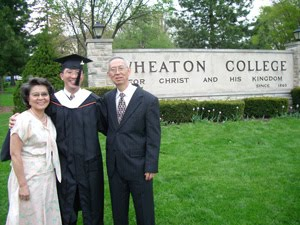 WHEATON COLLEGE
FOR CHRIST AND HIS KINGDOM
SINCE 1860